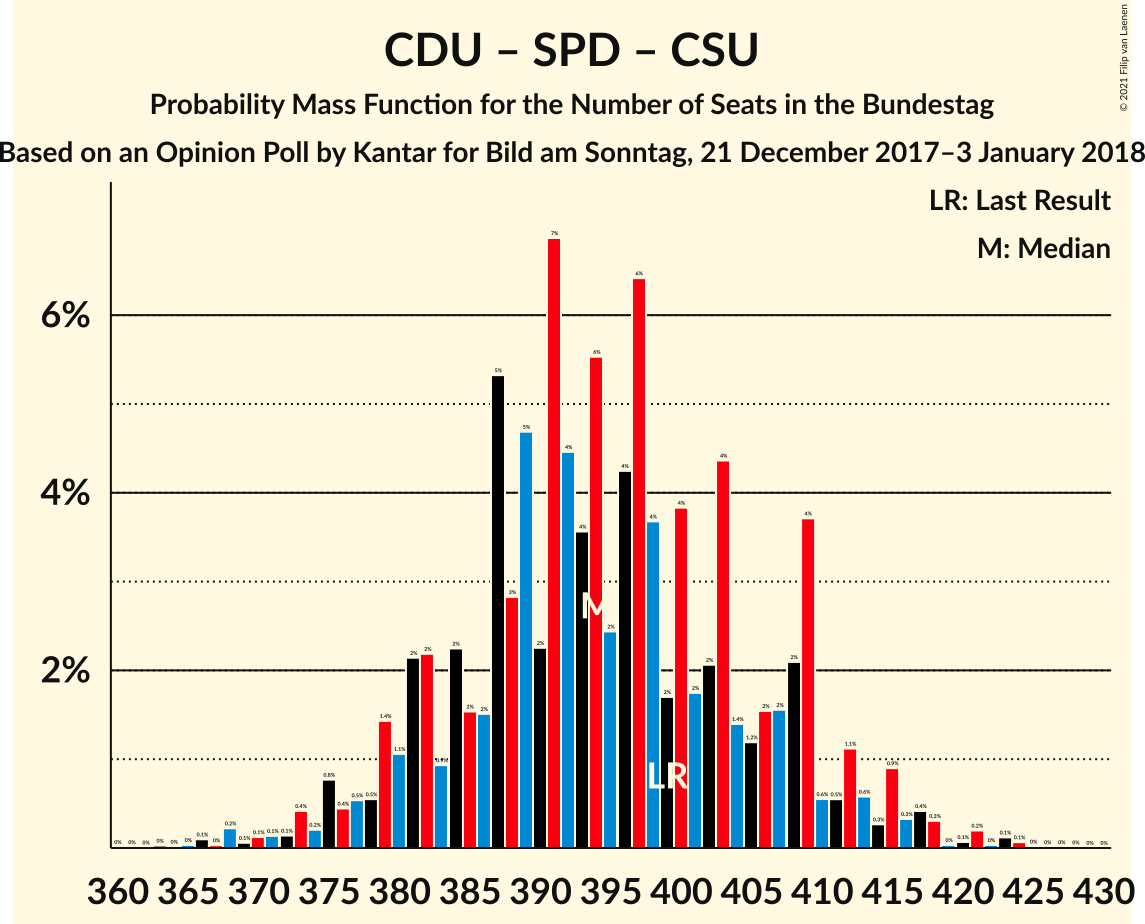 CDU – SPD – CSU
Probability Mass Function for the Number of Seats in the Bundestag
Based on an Opinion Poll by Kantar for Bild am Sonntag, 21 December 2017–3 January 2018
© 2021 Filip van Laenen
LR: Last Result
M: Median
6%
4%
2%
0% 0% 0% 0% 0% 0% 0.1% 0% 0.2% 0.1% 0.1% 0.1% 0.1% 0.4% 0.2% 0.8% 0.4% 0.5% 0.5% 1.4% 1.1% 2% 2% 0.9% 2% 2% 2% 5% 3% 5% 2% 7% 4% 4% 6% 2% 4% 6% 4% 2% 4% 2% 2% 4% 1.4% 1.2% 2% 2% 2% 4% 0.6% 0.5% 1.1% 0.6% 0.3% 0.9% 0.3% 0.4% 0.3% 0% 0.1% 0.2% 0% 0.1% 0.1% 0% 0% 0% 0% 0% 0%
M
LR
360 365 370 375 380 385 390 395 400 405 410 415 420 425 430